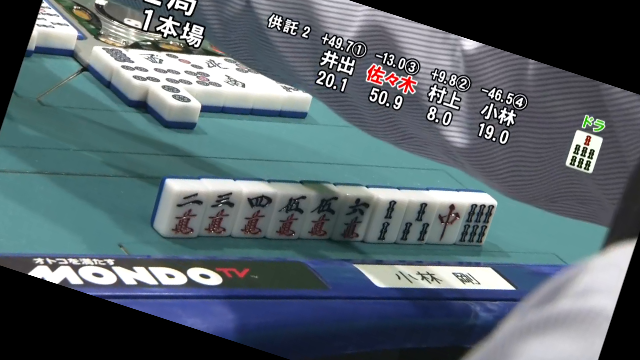 局
1本場
供託 2
+49.7① -13.0③ +9.8② -46.5④
井出 佐々木 村上 小林
20.1 50.9 8.0 19.0
ドラ
二 三 四 伍 伍 六 中
萬 萬 萬 萬 萬 萬
オトコを満たす
MONDO TV
小林 剛